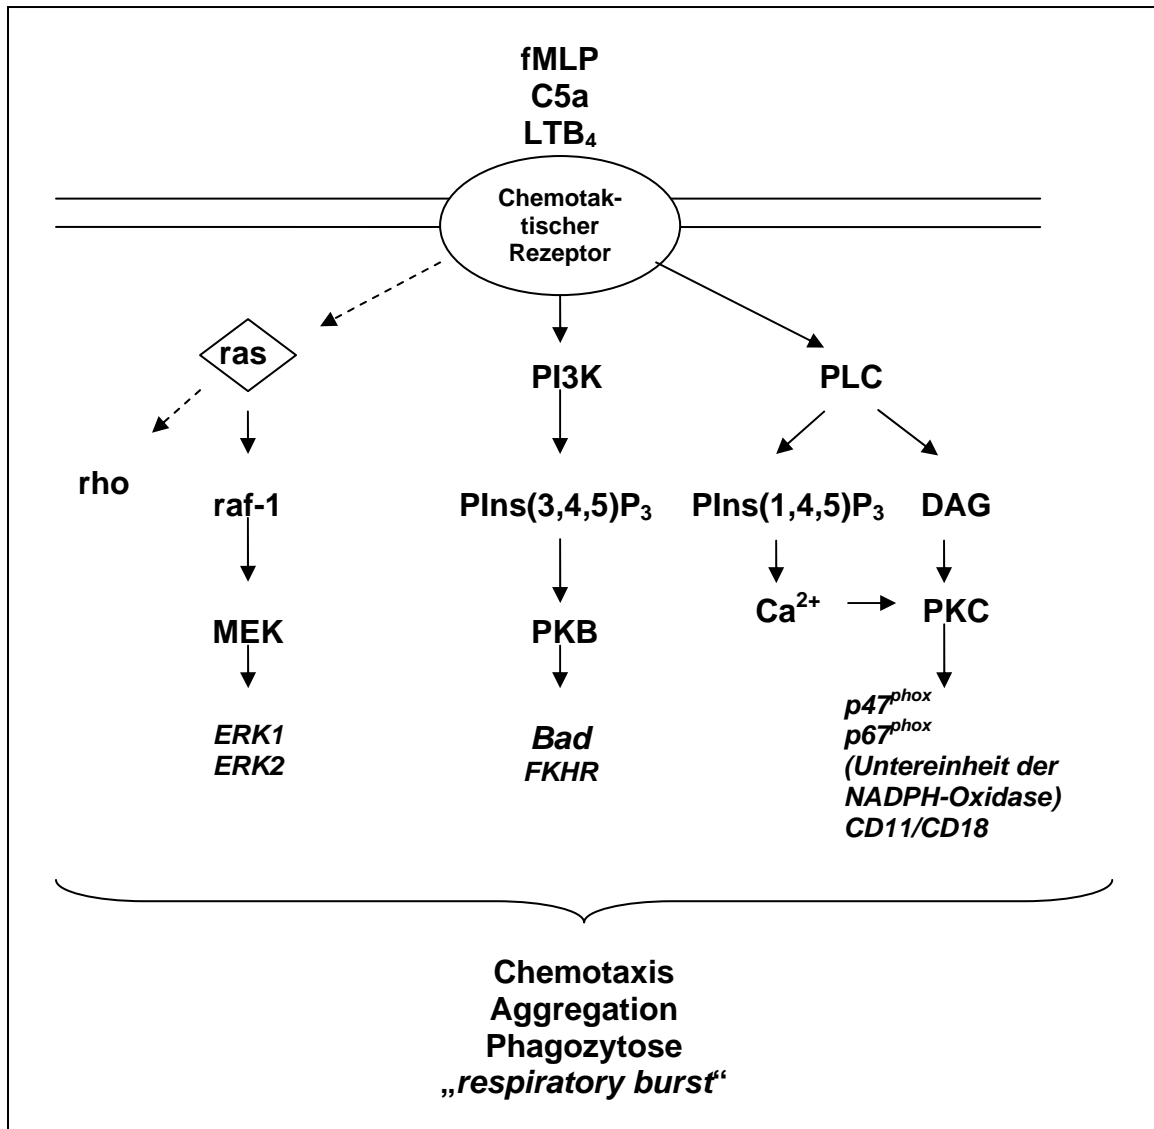 fMLP
C5a
LTB₄
Chemotak-
tischer
Rezeptor
ras
PI3K
PLC
rho
raf-1
PIns(3,4,5)P₃
PIns(1,4,5)P₃
DAG
MEK
PKB
Ca²⁺
PKC
ERK1
ERK2
Bad
FKHR
p47ᵖʰᵒˣ
p67ᵖʰᵒˣ
(Untereinheit der
NADPH-Oxidase)
CD11/CD18
Chemotaxis
Aggregation
Phagozytose
„respiratory burst“